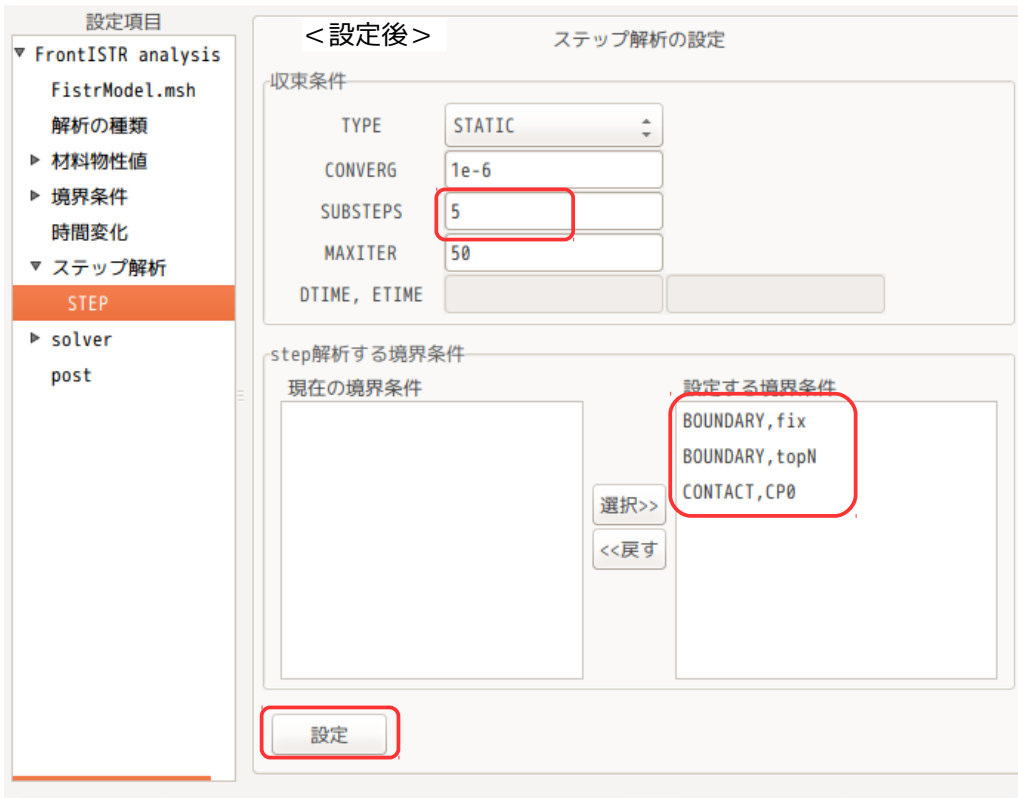 設定項目
▼ FrontISTR analysis
FistrModel.msh
解析の種類
▶ 材料物性値
▶ 境界条件
時間変化
▼ ステップ解析
STEP
▶ solver
post
＜設定後＞
ステップ解析の設定
収束条件
TYPE STATIC
CONVERG 1e-6
SUBSTEPS 5
MAXITER 50
DTIME, ETIME
step解析する境界条件
現在の境界条件
選択>>
<<戻す
設定する境界条件
BOUNDARY,fix
BOUNDARY,topN
CONTACT,CP0
設定